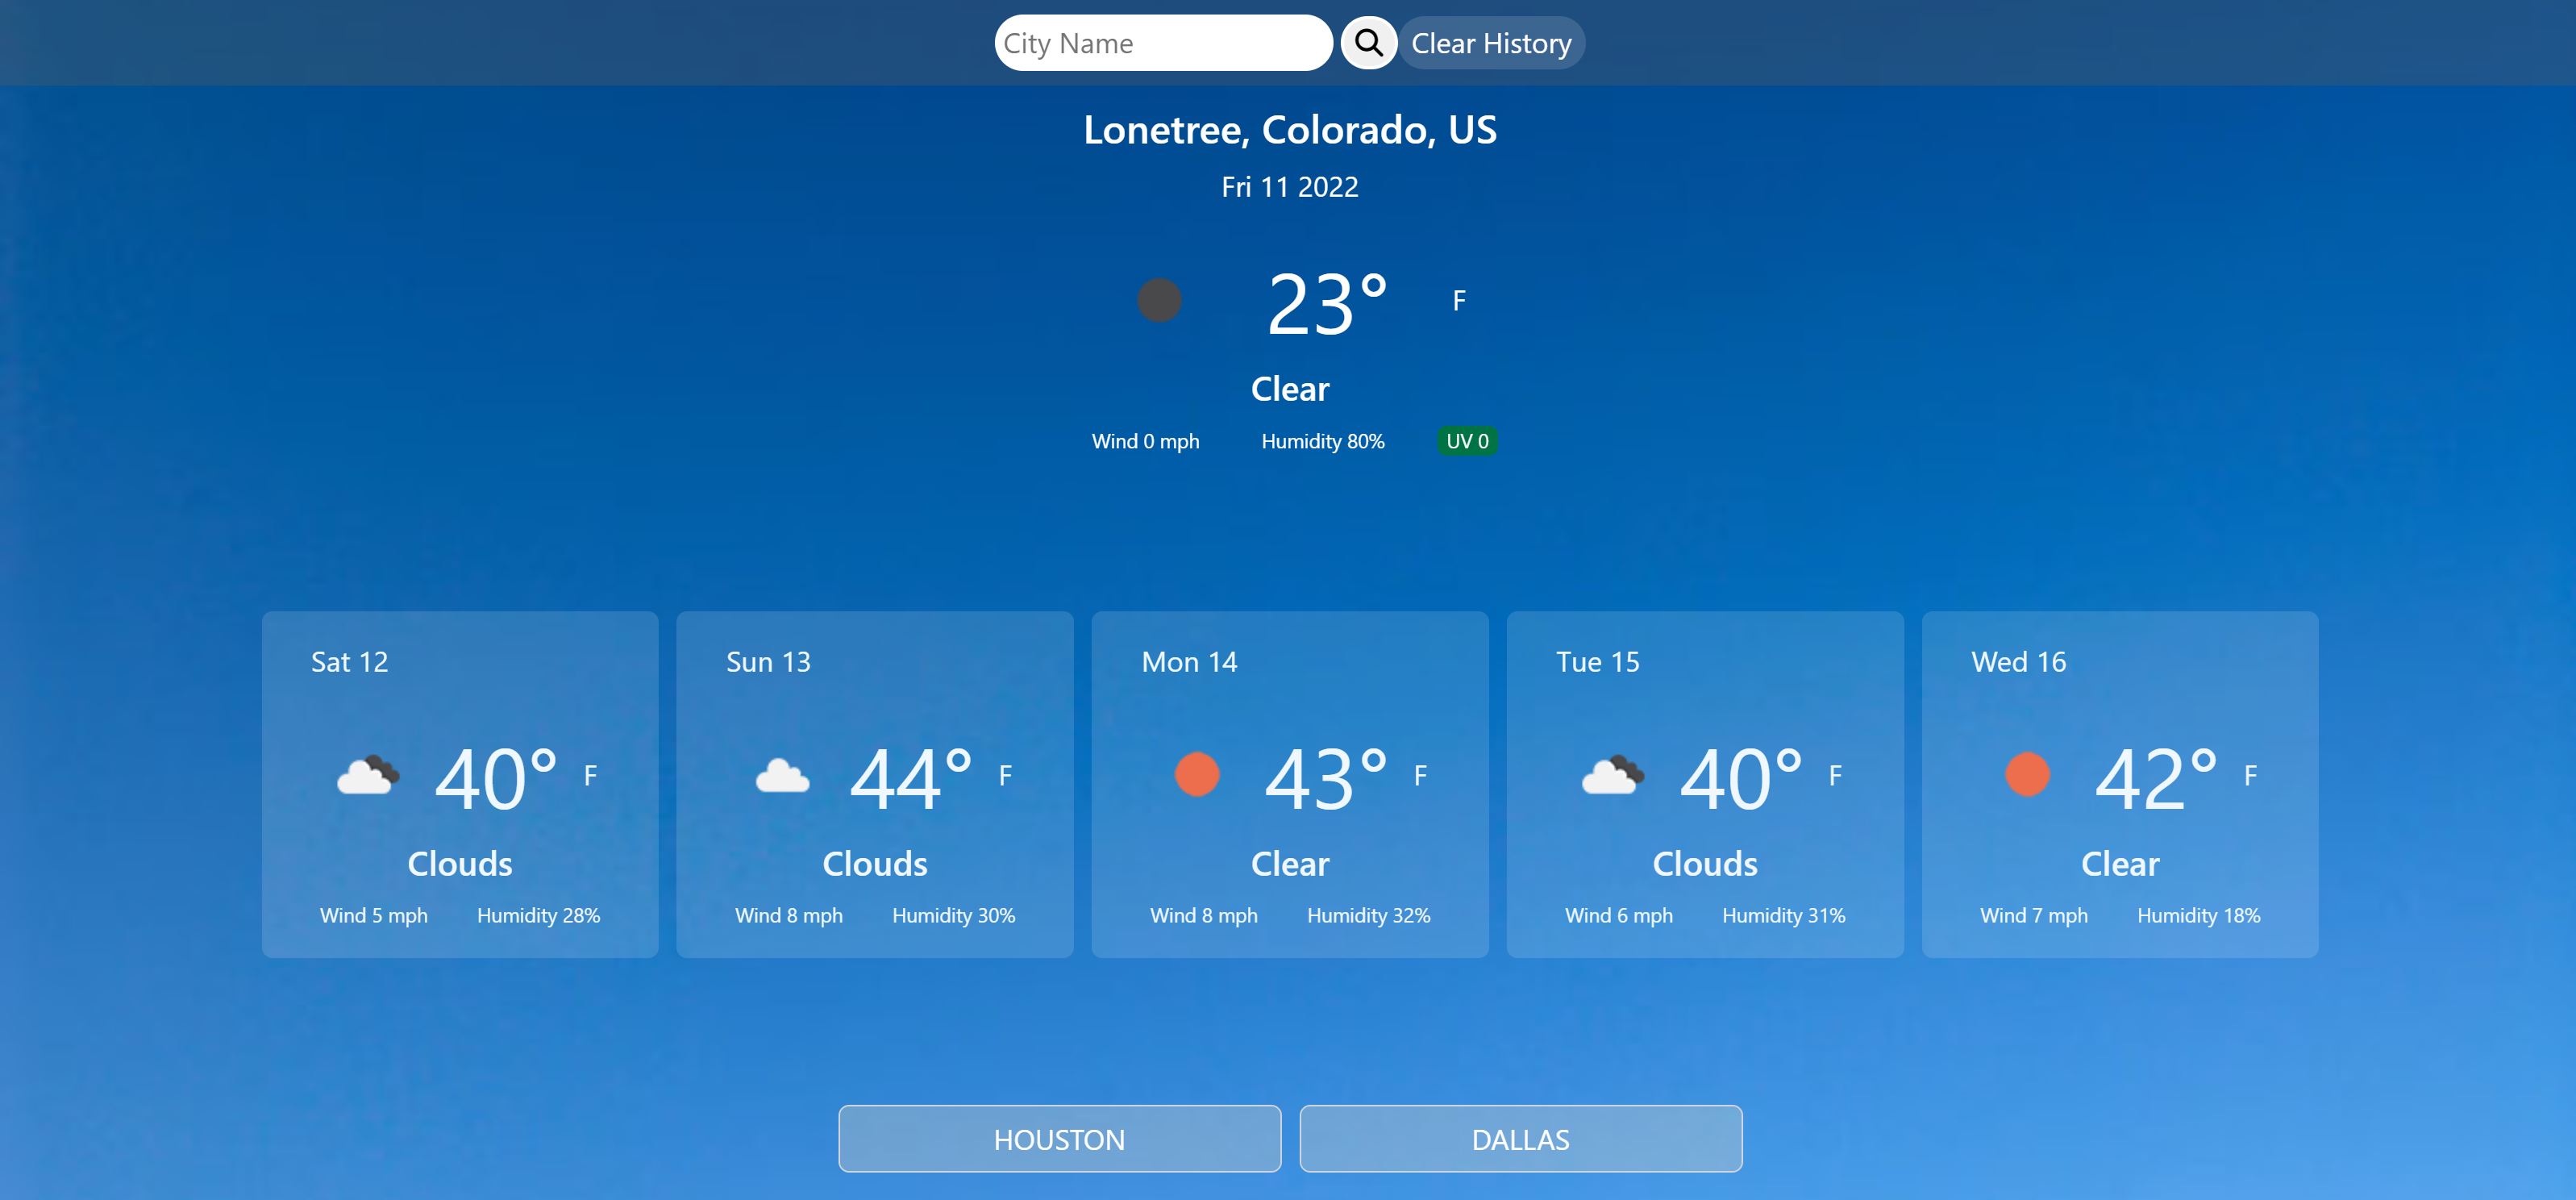 City Name Clear History
Lonetree, Colorado, US
Fri 11 2022
23° F
Clear
Wind 0 mph Humidity 80% UV 0
Sat 12
40° F
Clouds
Wind 5 mph Humidity 28%
Sun 13
44° F
Clouds
Wind 8 mph Humidity 30%
Mon 14
43° F
Clear
Wind 8 mph Humidity 32%
Tue 15
40° F
Clouds
Wind 6 mph Humidity 31%
Wed 16
42° F
Clear
Wind 7 mph Humidity 18%
HOUSTON DALLAS